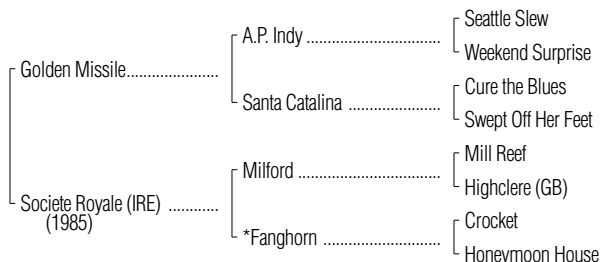 Seattle Slew
A.P. Indy ................................
Weekend Surprise
Golden Missile......................
Cure the Blues
Santa Catalina ......................
Swept Off Her Feet
Mill Reef
Milford ..................................
Highclere (GB)
Societe Royale (IRE) ............
(1985)
Crocket
*Fanghorn ............................
Honeymoon House